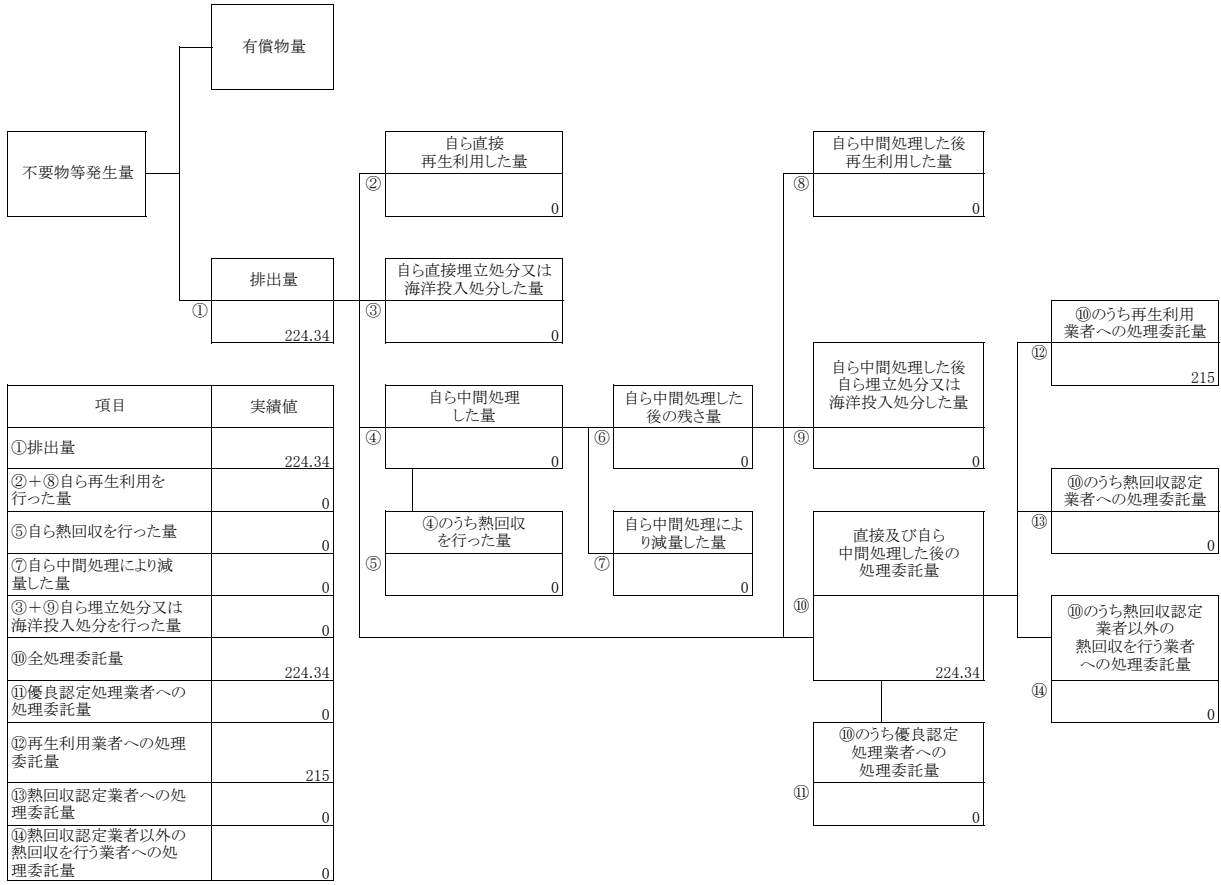 有償物量
不要物等発生量
自ら直接
再生利用した量
②
0
自ら中間処理した後
再生利用した量
⑧
0
排出量
①
224.34
自ら直接埋立処分又は
海洋投入処分した量
③
0
自ら中間処理
した量
④
0
自ら中間処理した
後の残さ量
⑥
0
自ら中間処理した後
自ら埋立処分又は
海洋投入処分した量
⑨
0
⑩のうち再生利用
業者への処理委託量
⑫
215
④のうち熱回収
を行った量
⑤
0
自ら中間処理によ
り減量した量
⑦
0
直接及び自ら
中間処理した後の
処理委託量
⑩
224.34
⑩のうち熱回収認定
業者への処理委託量
⑬
0
⑩のうち熱回収認定
業者以外の
熱回収を行う業者
への処理委託量
⑭
0
⑩のうち優良認定
処理業者への
処理委託量
⑪
0
項目 実績値
①排出量
224.34
②+⑧自ら再生利用を
行った量
0
⑤自ら熱回収を行った量
0
⑦自ら中間処理により減
量した量
0
③+⑨自ら埋立処分又は
海洋投入処分を行った量
0
⑩全処理委託量
224.34
⑪優良認定処理業者への
処理委託量
0
⑫再生利用業者への処理
委託量
215
⑬熱回収認定業者への処
理委託量
0
⑭熱回収認定業者以外の
熱回収を行う業者への処
理委託量
0